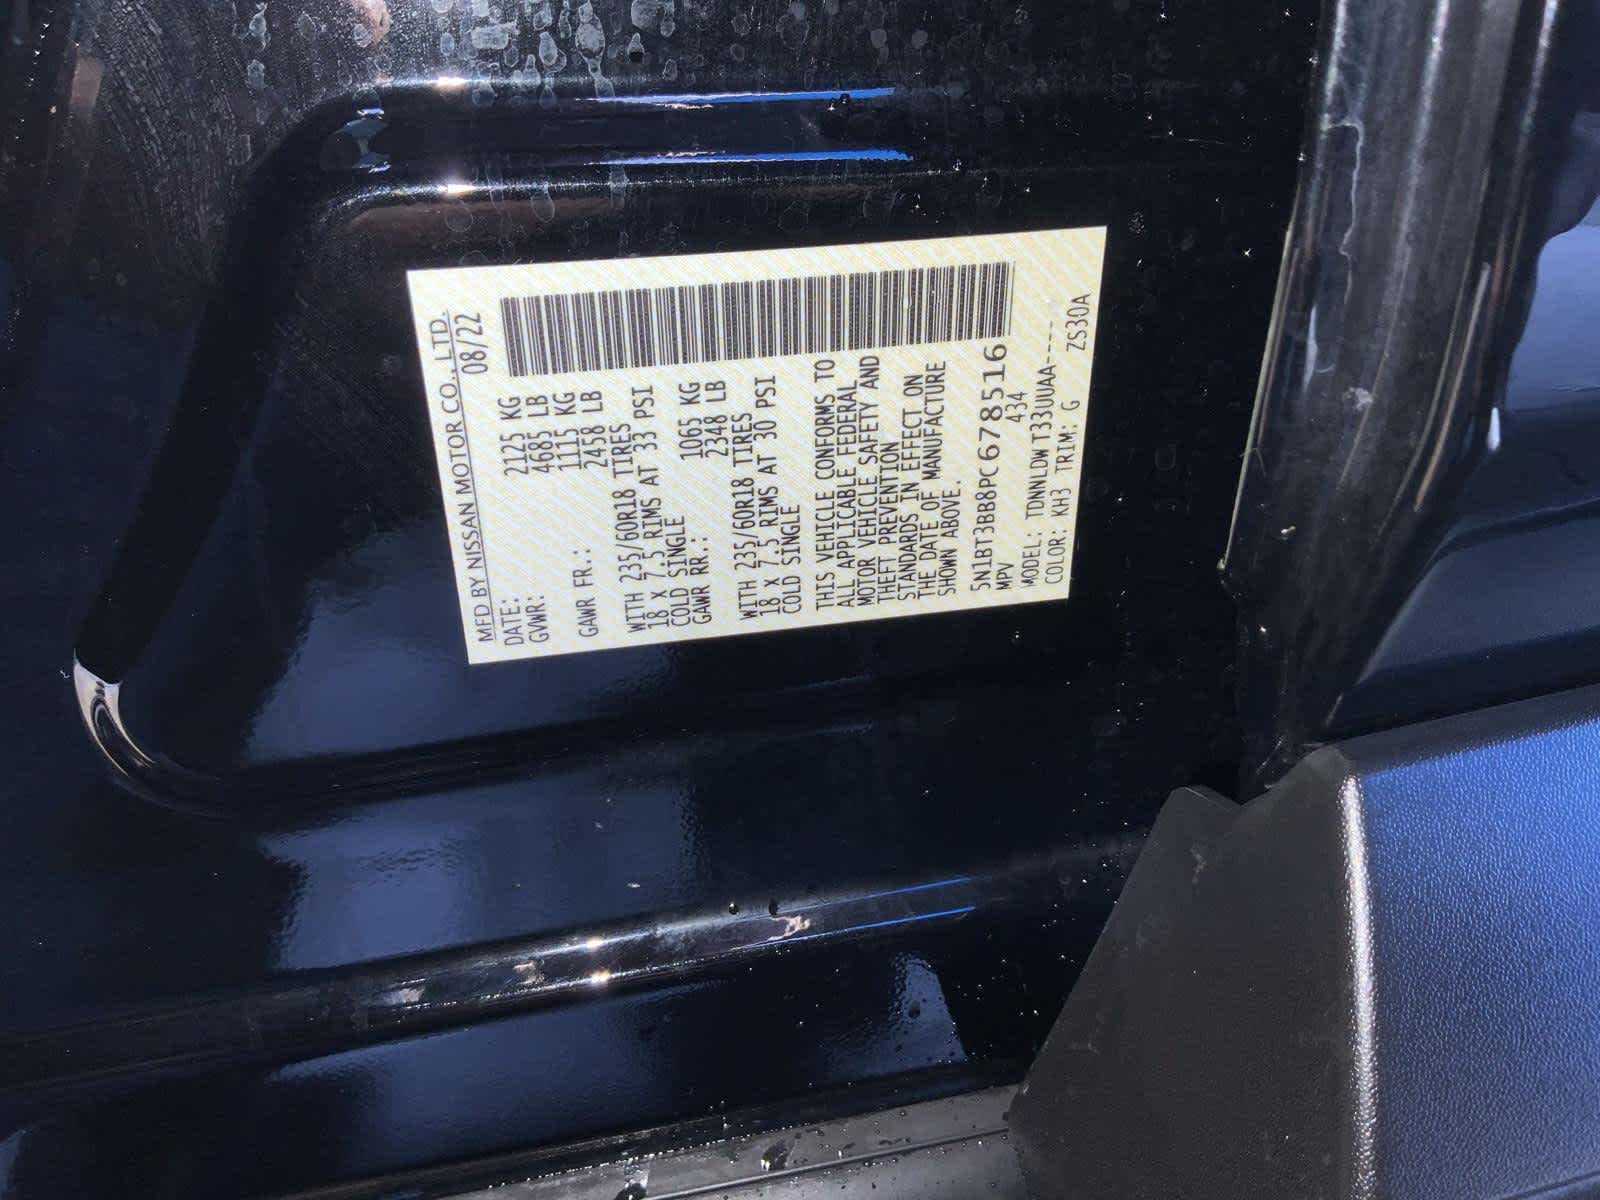 MFD BY NISSAN MOTOR CO., LTD.
DATE: 08/22
GVWR: 2125 KG
4685 LB
GAWR FR.: 1115 KG
2458 LB
WITH 235/60R18 TIRES
18 X 7.5 RIMS AT 33 PSI
COLD SINGLE
GAWR RR.: 1065 KG
2348 LB
WITH 235/60R18 TIRES
18 X 7.5 RIMS AT 30 PSI
COLD SINGLE
THIS VEHICLE CONFORMS TO
ALL APPLICABLE FEDERAL
MOTOR VEHICLE SAFETY AND
THEFT PREVENTION
STANDARDS IN EFFECT ON
THE DATE OF MANUFACTURE
SHOWN ABOVE.
5N1BT3BB8PC678516
MPV 434
MODEL: TDNNLDWT33UUAA----
COLOR: KH3 TRIM: G ZS30A